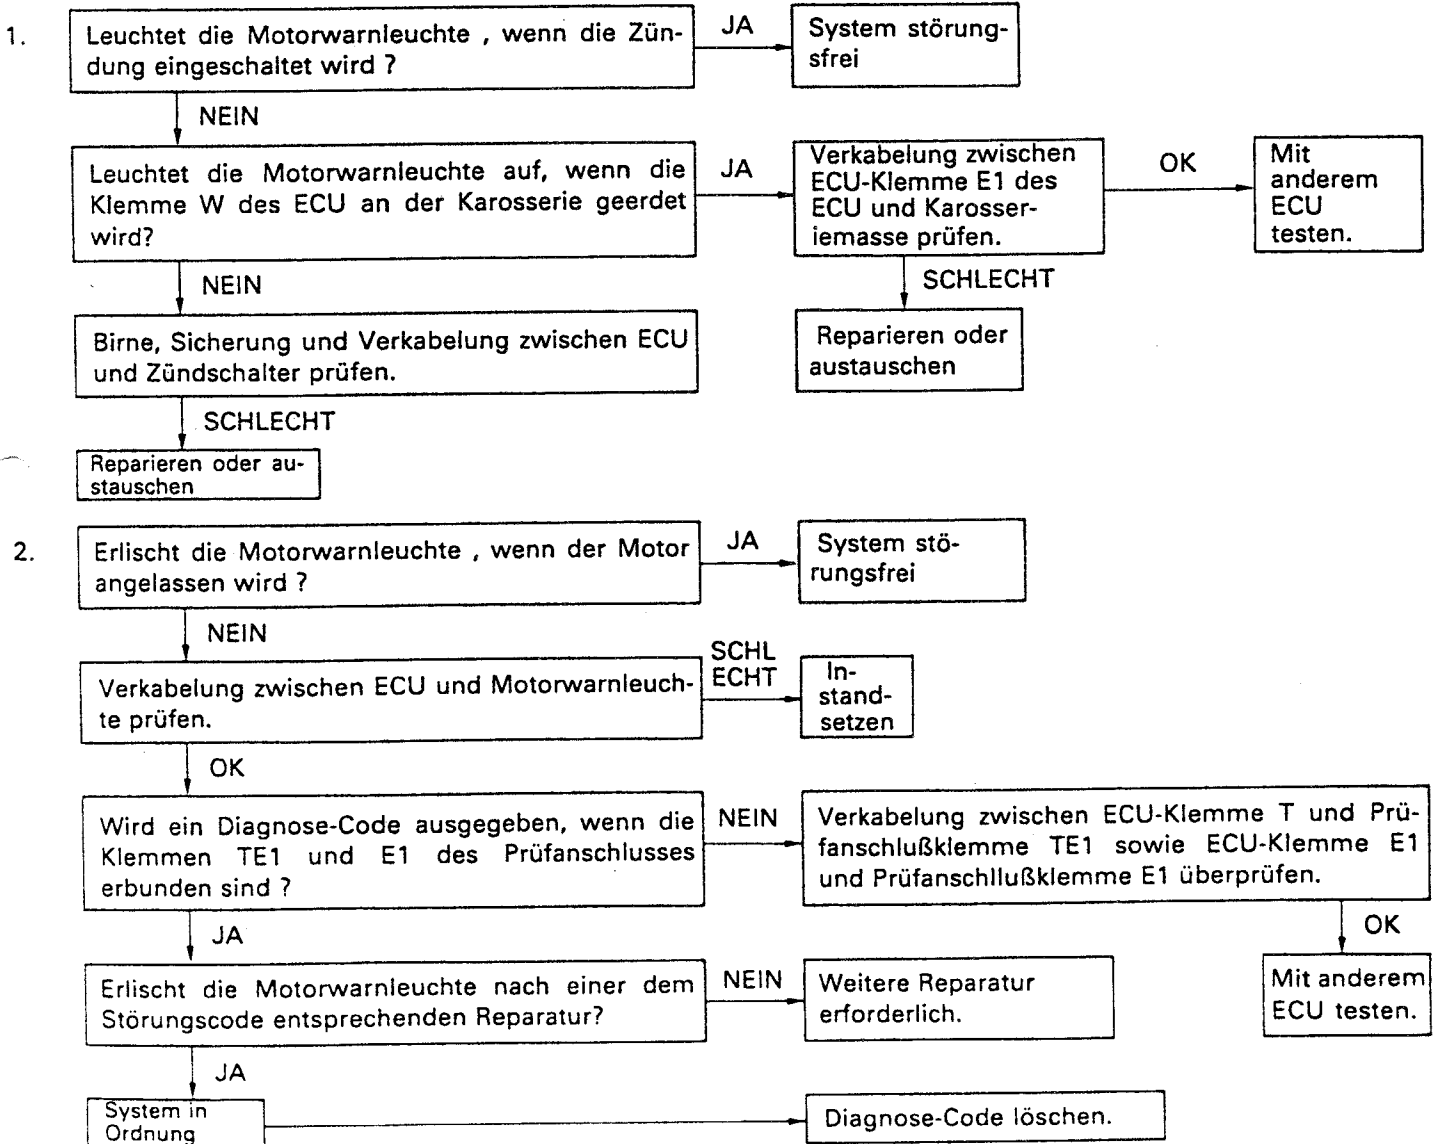 1.
Leuchtet die Motorwarnleuchte , wenn die Zün-
dung eingeschaltet wird ?
JA
System störung-
sfrei
NEIN
Leuchtet die Motorwarnleuchte auf, wenn die
Klemme W des ECU an der Karosserie geerdet
wird?
JA
Verkabelung zwischen
ECU-Klemme E1 des
ECU und Karosser-
iemasse prüfen.
OK
Mit
anderem
ECU
testen.
NEIN
SCHLECHT
Birne, Sicherung und Verkabelung zwischen ECU
und Zündschalter prüfen.
Reparieren oder
austauschen
SCHLECHT
Reparieren oder au-
stauschen
2.
Erlischt die Motorwarnleuchte , wenn der Motor
angelassen wird ?
JA
System stö-
rungsfrei
NEIN
Verkabelung zwischen ECU und Motorwarnleuch-
te prüfen.
SCHL
ECHT
In-
stand-
setzen
OK
Wird ein Diagnose-Code ausgegeben, wenn die
Klemmen TE1 und E1 des Prüfanschlusses
erbunden sind ?
NEIN
Verkabelung zwischen ECU-Klemme T und Prü-
fanschlußklemme TE1 sowie ECU-Klemme E1
und Prüfanschllußklemme E1 überprüfen.
JA
OK
Erlischt die Motorwarnleuchte nach einer dem
Störungscode entsprechenden Reparatur?
NEIN
Weitere Reparatur
erforderlich.
Mit anderem
ECU testen.
JA
System in
Ordnung
Diagnose-Code löschen.